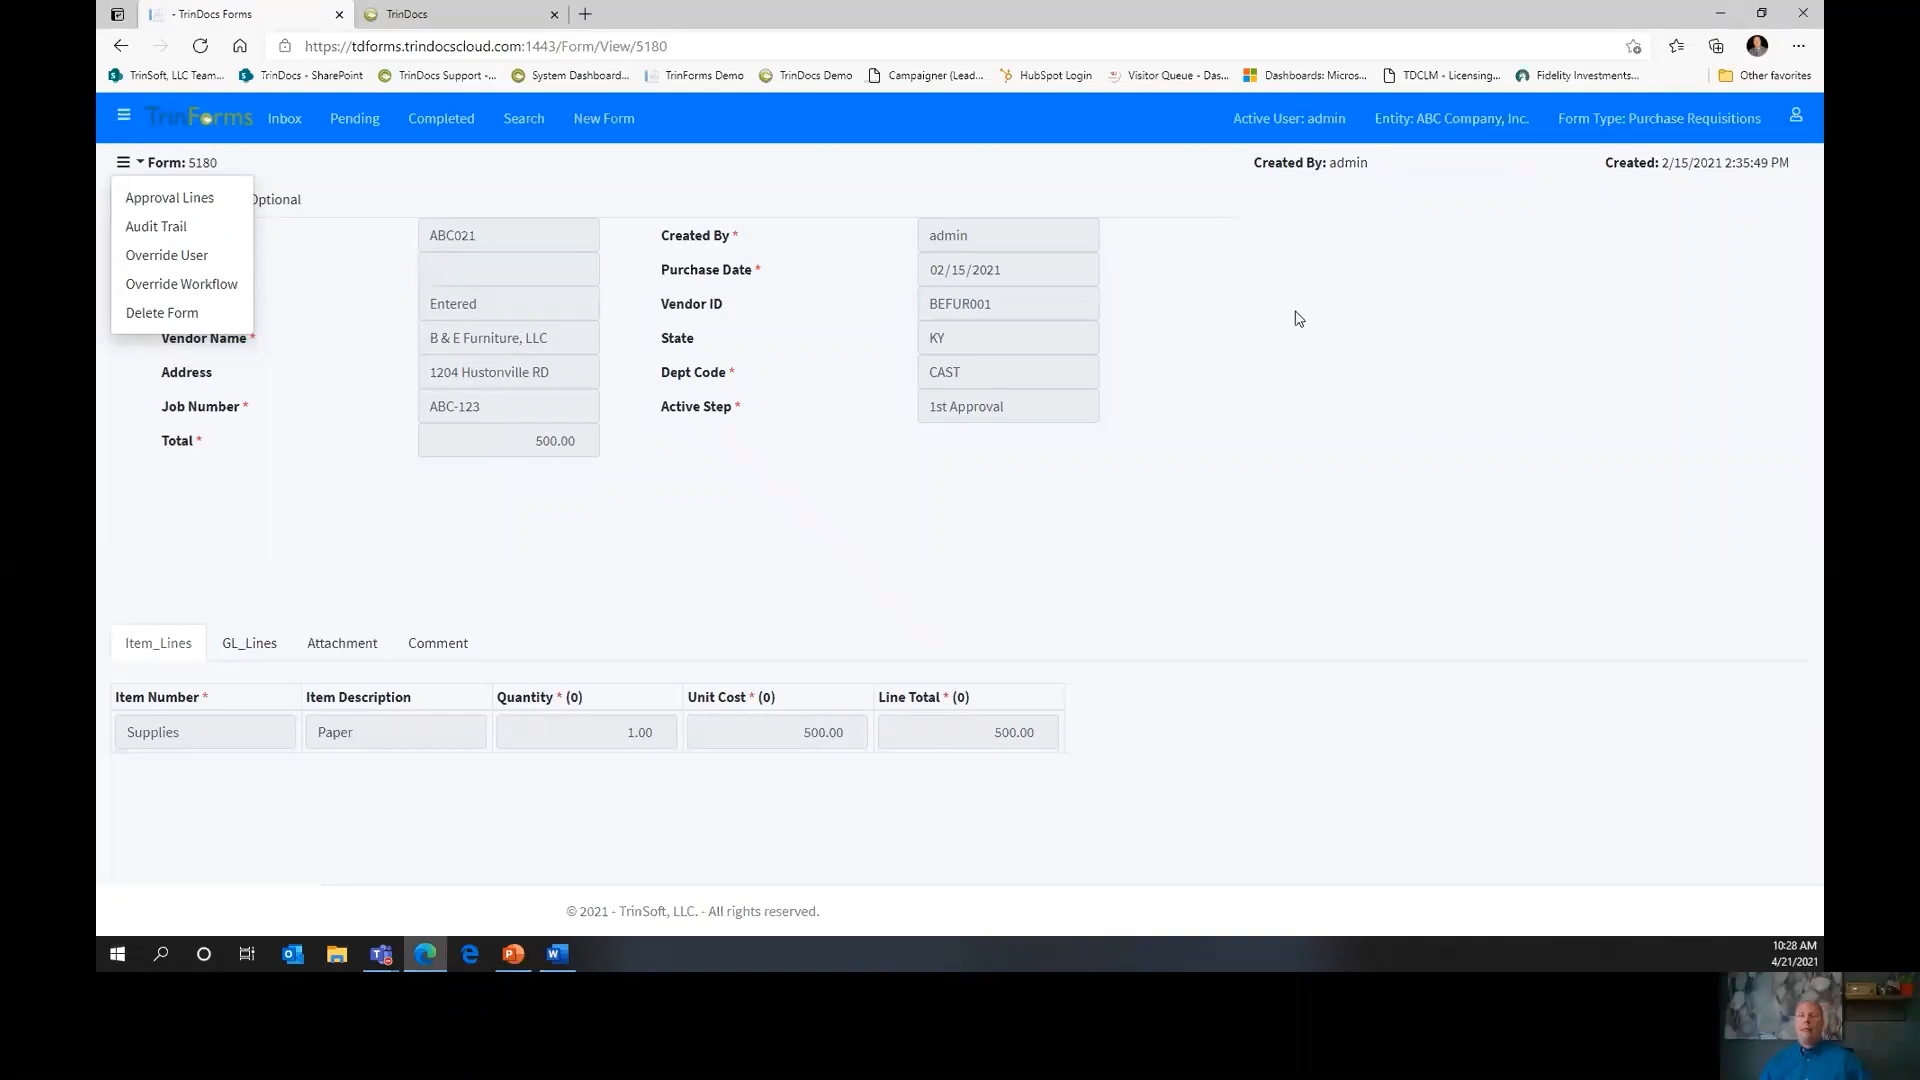 - TrinDocs Forms
TrinDocs
https://tdforms.trindocscloud.com:1443/Form/View/5180
TrinSoft, LLC Team...
TrinDocs - SharePoint
TrinDocs Support -...
System Dashboard...
TrinForms Demo
TrinDocs Demo
Campaigner (Lead...
HubSpot Login
Visitor Queue - Das...
Dashboards: Micros...
TDCLM - Licensing...
Fidelity Investments...
Other favorites
TrinForms
Inbox
Pending
Completed
Search
New Form
Active User: admin
Entity: ABC Company, Inc.
Form Type: Purchase Requisitions
Form: 5180
Created By: admin
Created: 2/15/2021 2:35:49 PM
Approval Lines
Audit Trail
Override User
Override Workflow
Delete Form
Optional
ABC021
Created By *
admin
Purchase Date *
02/15/2021
Entered
Vendor ID
BEFUR001
Vendor Name *
B & E Furniture, LLC
State
KY
Address
1204 Hustonville RD
Dept Code *
CAST
Job Number *
ABC-123
Active Step *
1st Approval
Total *
500.00
Item_Lines
GL_Lines
Attachment
Comment
Item Number *
Item Description
Quantity * (0)
Unit Cost * (0)
Line Total * (0)
Supplies
Paper
1.00
500.00
500.00
© 2021 - TrinSoft, LLC. - All rights reserved.
10:28 AM
4/21/2021